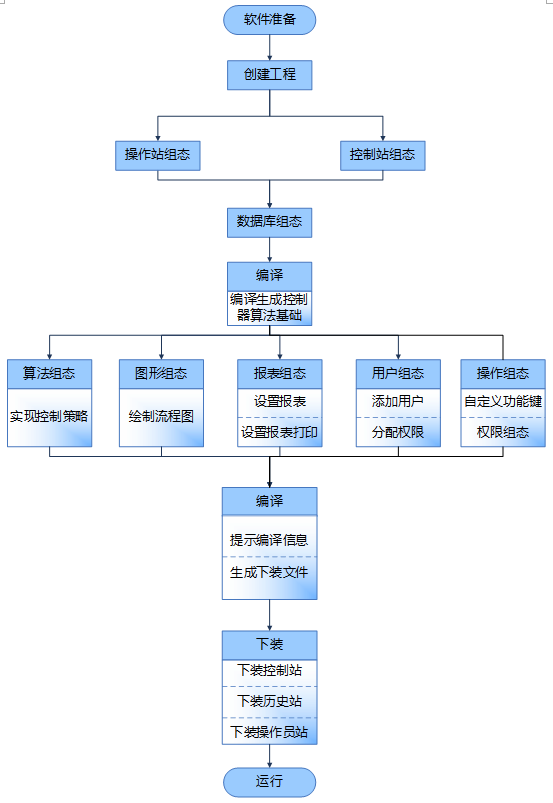 软件准备
创建工程
操作站组态
控制站组态
数据库组态
编译
编译生成控制
器算法基础
算法组态
实现控制策略
图形组态
绘制流程图
报表组态
设置报表
设置报表打印
用户组态
添加用户
分配权限
操作组态
自定义功能键
权限组态
编译
提示编译信息
生成下装文件
下装
下装控制站
下装历史站
下装操作员站
运行